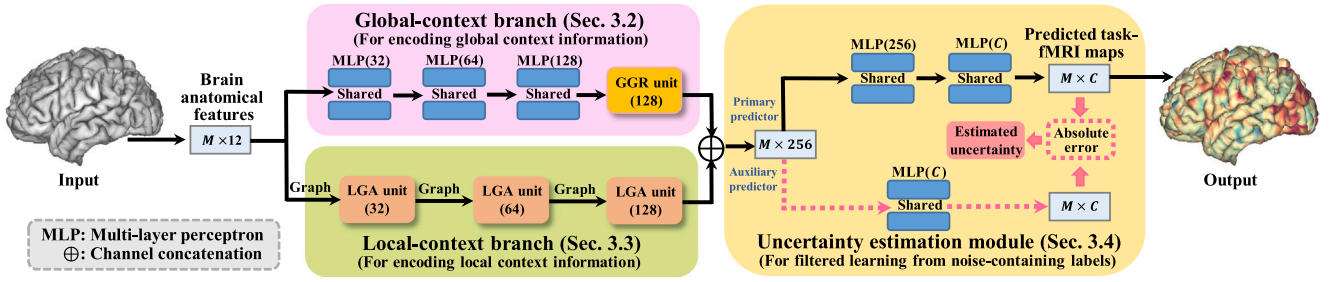 Input
Brain
anatomical
features
M × 12
MLP: Multi-layer perceptron
⊕: Channel concatenation
Global-context branch (Sec. 3.2)
(For encoding global context information)
MLP(32)
Shared
MLP(64)
Shared
MLP(128)
Shared
GGR unit
(128)
Graph
LGA unit
(32)
Graph
LGA unit
(64)
Graph
LGA unit
(128)
Local-context branch (Sec. 3.3)
(For encoding local context information)
M × 256
Primary
predictor
Auxiliary
predictor
MLP(256)
Shared
MLP(C)
Shared
Predicted task-
fMRI maps
M × C
Estimated
uncertainty
Absolute
error
MLP(C)
Shared
M × C
Uncertainty estimation module (Sec. 3.4)
(For filtered learning from noise-containing labels)
Output